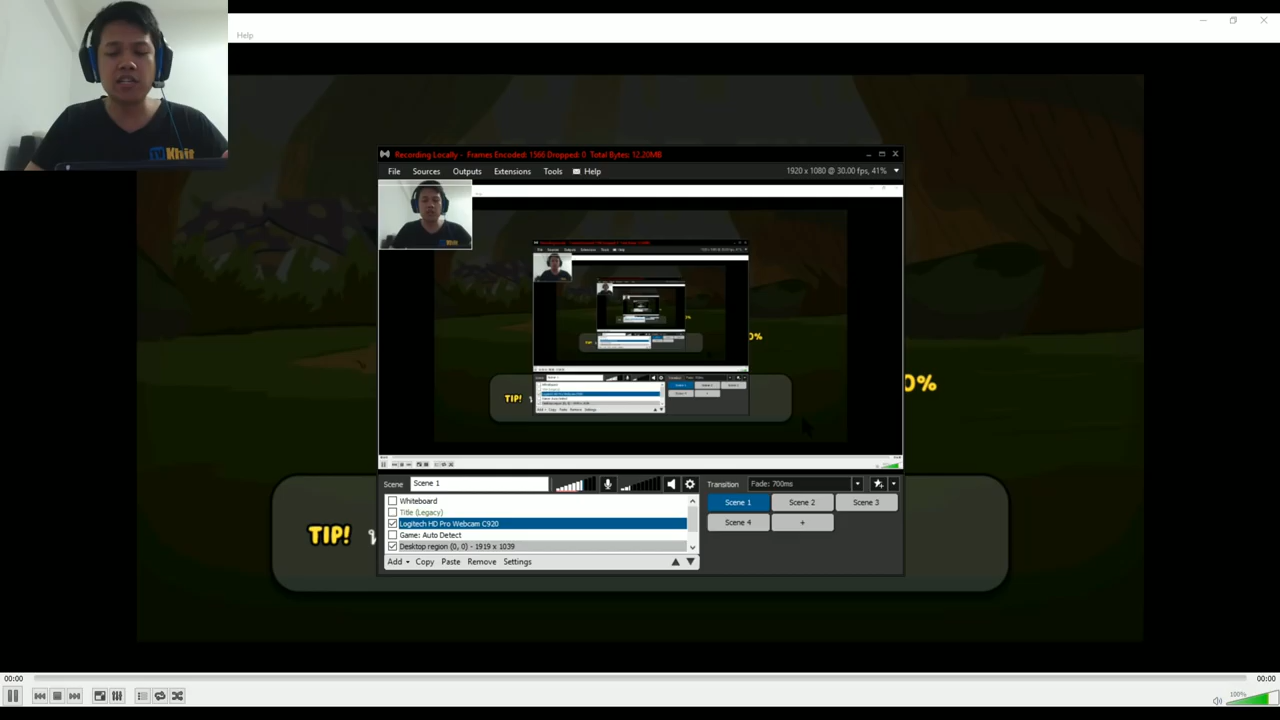 Help
Khit
Recording Locally - Frames Encoded: 1566 Dropped: 0 Total Bytes: 12.20MB
File Sources Outputs Extensions Tools Help 1920 x 1080 @ 30.00 fps, 41%
0%
0%
TIP!
Scene Scene 1 Transition Fade: 700ms
Whiteboard
Title (Legacy)
Logitech HD Pro Webcam C920
Game: Auto Detect
Desktop region (0, 0) - 1919 x 1039
Scene 1 Scene 2 Scene 3
Scene 4 +
TIP!
Add Copy Paste Remove Settings
00:00 00:00
100%